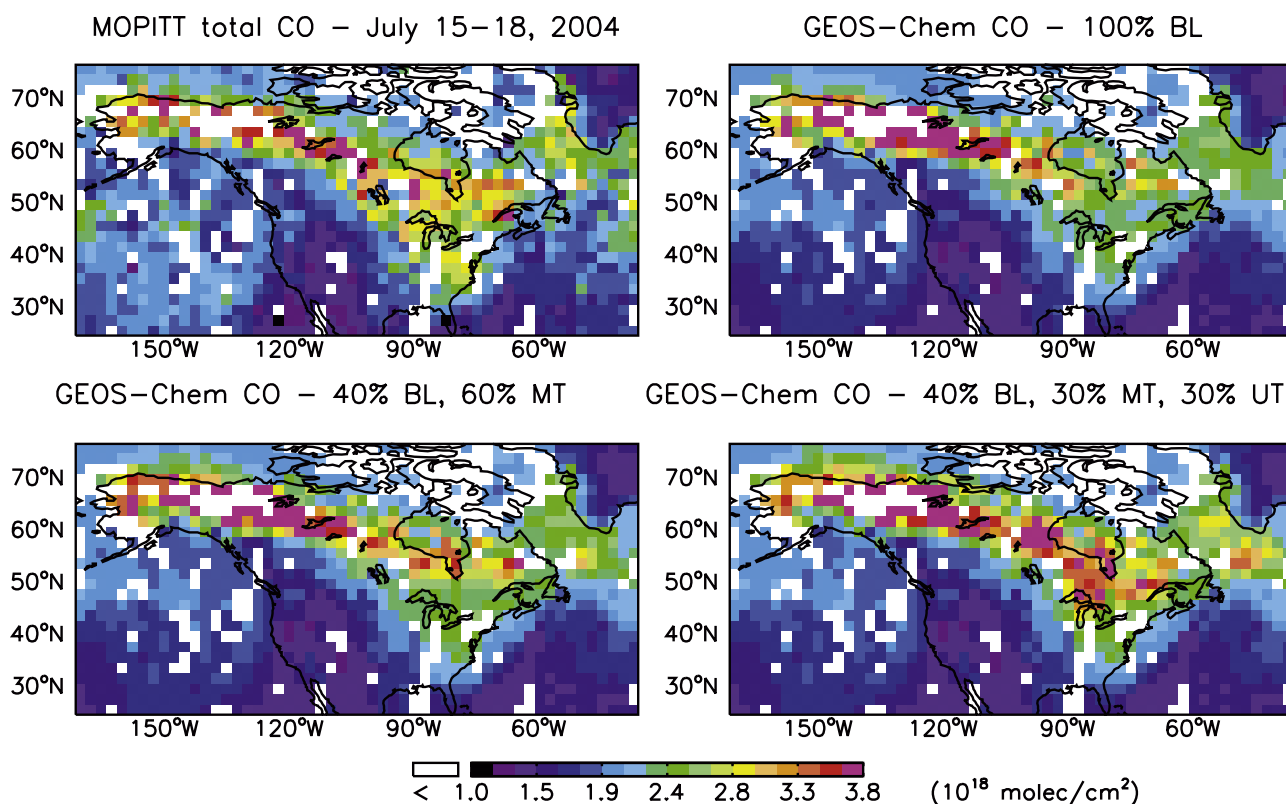 MOPITT total CO – July 15–18, 2004
GEOS–Chem CO – 100% BL
70°N
60°N
50°N
40°N
30°N
150°W 120°W 90°W 60°W
70°N
60°N
50°N
40°N
30°N
150°W 120°W 90°W 60°W
GEOS–Chem CO – 40% BL, 60% MT
GEOS–Chem CO – 40% BL, 30% MT, 30% UT
70°N
60°N
50°N
40°N
30°N
150°W 120°W 90°W 60°W
70°N
60°N
50°N
40°N
30°N
150°W 120°W 90°W 60°W
< 1.0 1.5 1.9 2.4 2.8 3.3 3.8 (10¹⁸ molec/cm²)